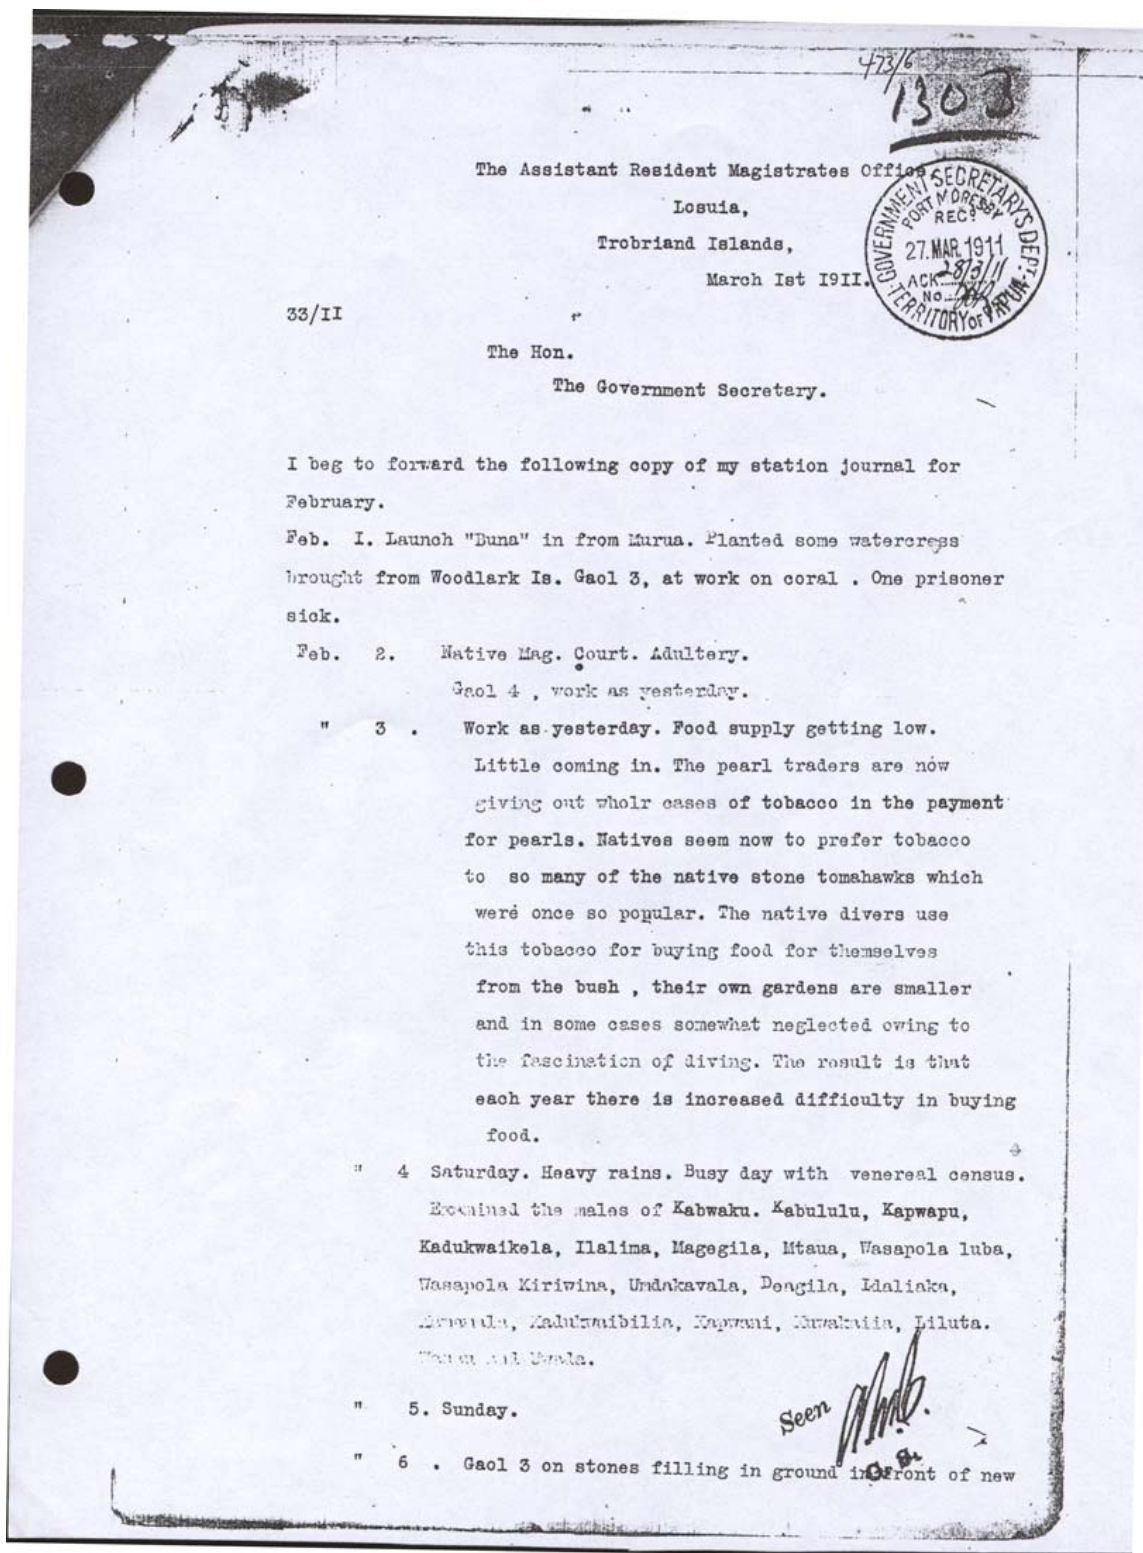 473/6
1303
The Assistant Resident Magistrates Office,
Losuia,
Trobriand Islands,
March Ist I9II.
GOVERNMENT SECRETARY'S DEPT.
PORT MORESBY
REC'D
27. MAR. 1911
ACK 28/3/11
NO.
TERRITORY OF PAPUA
33/II
The Hon.
The Government Secretary.
I beg to forward the following copy of my station journal for
February.
Feb. I. Launch "Buna" in from Murua. Planted some watercress
brought from Woodlark Is. Gaol 3, at work on coral . One prisoner
sick.
Feb. 2. Native Mag. Court. Adultery.
Gaol 4 , work as yesterday.
" 3 . Work as yesterday. Food supply getting low.
Little coming in. The pearl traders are now
giving out wholr cases of tobacco in the payment
for pearls. Natives seem now to prefer tobacco
to so many of the native stone tomahawks which
were once so popular. The native divers use
this tobacco for buying food for themselves
from the bush , their own gardens are smaller
and in some cases somewhat neglected owing to
the fascination of diving. The result is that
each year there is increased difficulty in buying
food.
" 4 Saturday. Heavy rains. Busy day with venereal census.
Examined the males of Kabwaku. Kabululu, Kapwapu,
Kadukwaikela, Ilalima, Magegila, Mtaua, Wasapola luba,
Wasapola Kiriwina, Umdakavala, Dengila, Idaliaka,
Kadukwaibilia, Kapwani, Liluta.
and
" 5. Sunday.
Seen
G. S.
" 6 . Gaol 3 on stones filling in ground in front of new